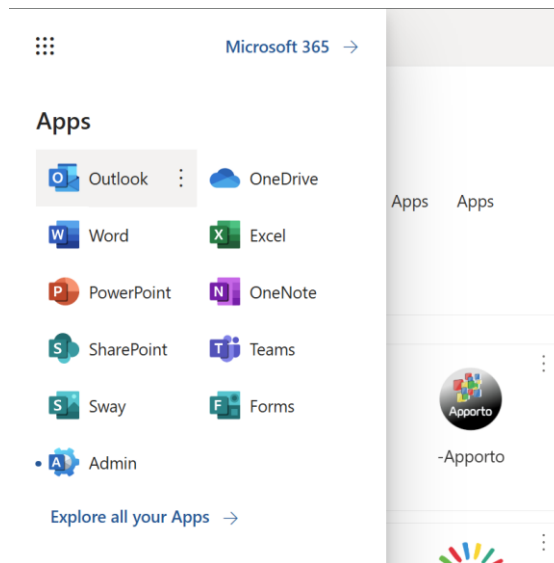 Microsoft 365 →
Apps
Outlook
OneDrive
Word
Excel
PowerPoint
OneNote
SharePoint
Teams
Sway
Forms
Admin
Explore all your Apps →
Apps Apps
Apporto
-Apporto